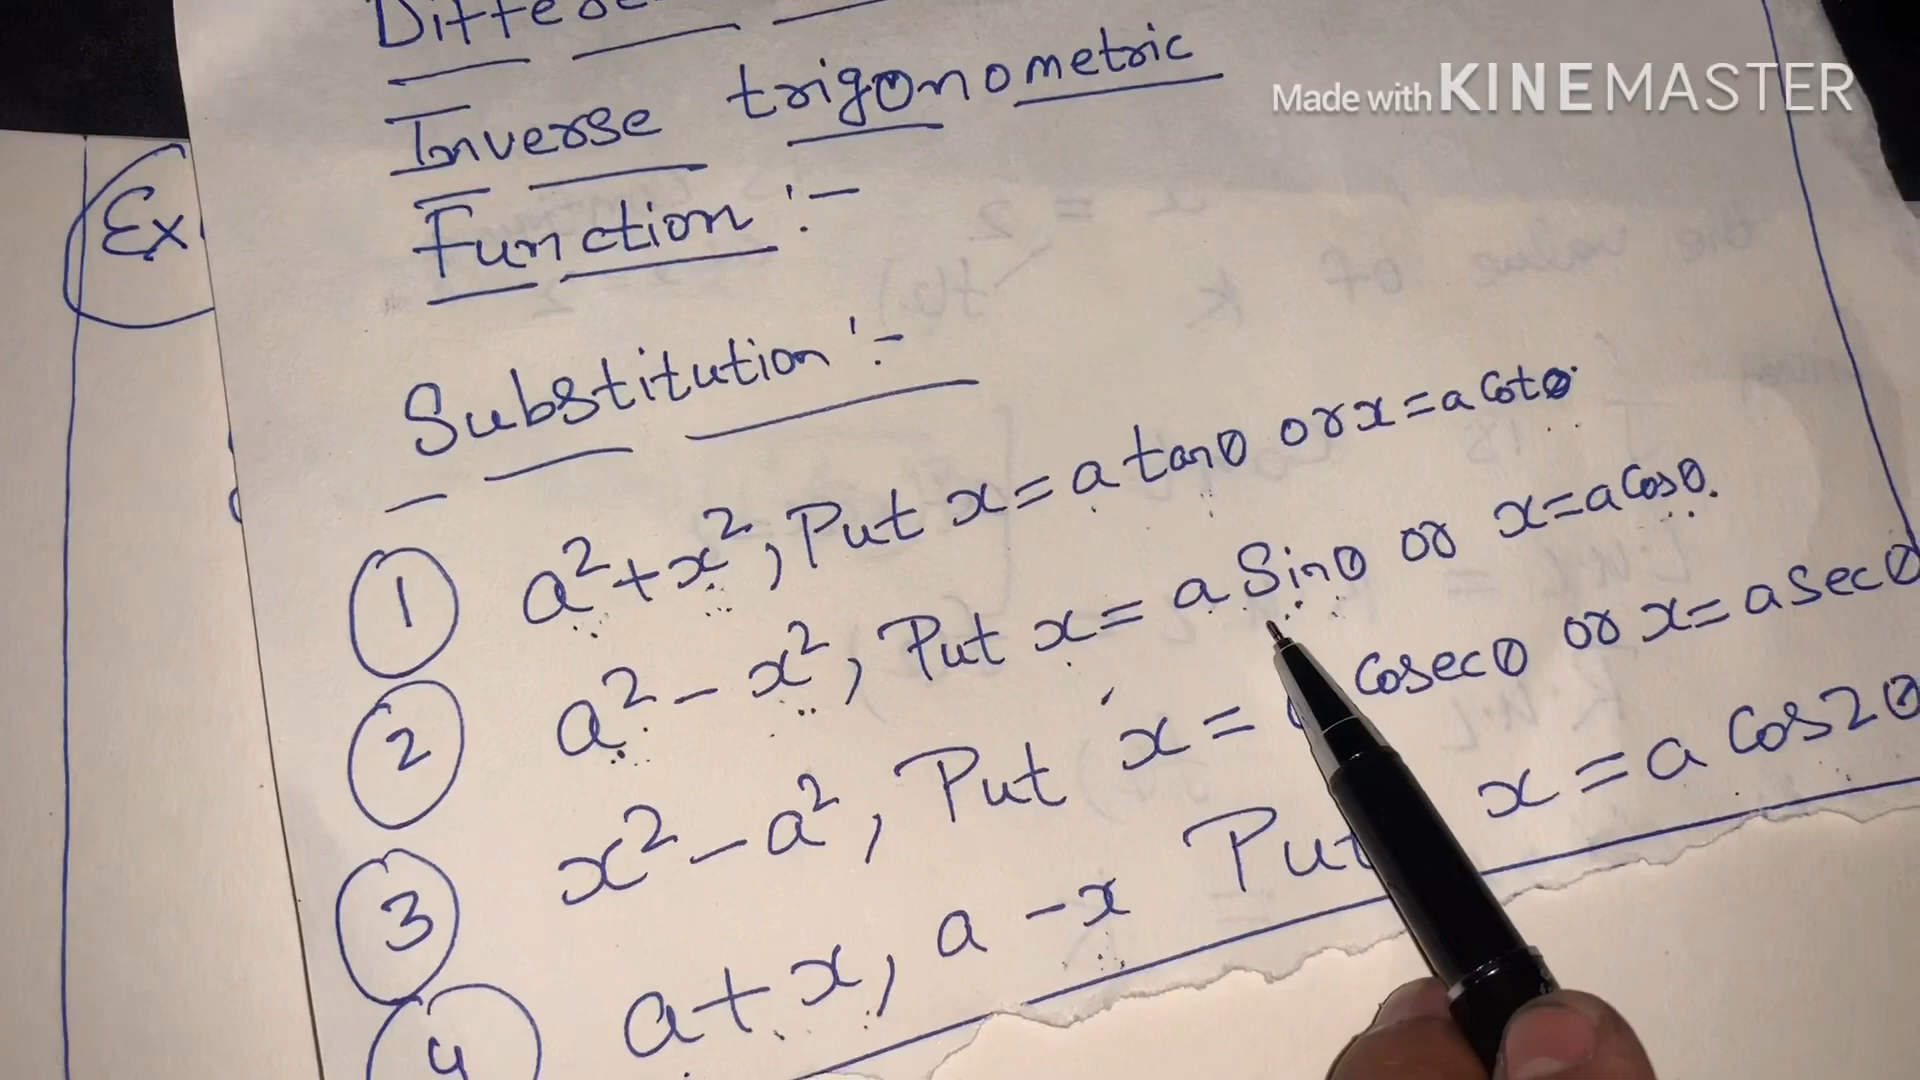 Made with KINEMASTER
Inverse trigonometric
Function :-
Ex
Substitution :-
① a²+x², Put x = a tanθ or x = a cotθ.
② a² - x², Put x = a Sinθ or x = a Cosθ.
③ x² - a², Put x = a Cosecθ or x = a Secθ
④ a+x, a - x Put x = a Cos2θ